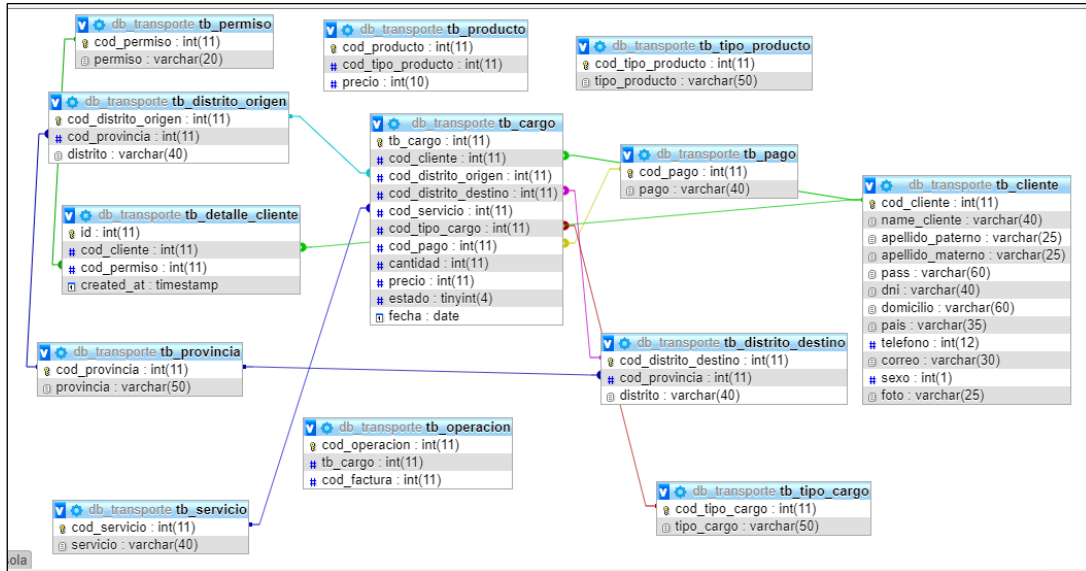 db_transporte tb_permiso
cod_permiso : int(11)
permiso : varchar(20)
db_transporte tb_producto
cod_producto : int(11)
cod_tipo_producto : int(11)
precio : int(10)
db_transporte tb_tipo_producto
cod_tipo_producto : int(11)
tipo_producto : varchar(50)
db_transporte tb_distrito_origen
cod_distrito_origen : int(11)
cod_provincia : int(11)
distrito : varchar(40)
db_transporte tb_cargo
tb_cargo : int(11)
cod_cliente : int(11)
cod_distrito_origen : int(11)
cod_distrito_destino : int(11)
cod_servicio : int(11)
cod_tipo_cargo : int(11)
cod_pago : int(11)
cantidad : int(11)
precio : int(11)
estado : tinyint(4)
fecha : date
db_transporte tb_pago
cod_pago : int(11)
pago : varchar(40)
db_transporte tb_cliente
cod_cliente : int(11)
name_cliente : varchar(40)
apellido_paterno : varchar(25)
apellido_materno : varchar(25)
pass : varchar(60)
dni : varchar(40)
domicilio : varchar(60)
pais : varchar(35)
telefono : int(12)
correo : varchar(30)
sexo : int(1)
foto : varchar(25)
db_transporte tb_detalle_cliente
id : int(11)
cod_cliente : int(11)
cod_permiso : int(11)
created_at : timestamp
db_transporte tb_provincia
cod_provincia : int(11)
provincia : varchar(50)
db_transporte tb_distrito_destino
cod_distrito_destino : int(11)
cod_provincia : int(11)
distrito : varchar(40)
db_transporte tb_operacion
cod_operacion : int(11)
tb_cargo : int(11)
cod_factura : int(11)
db_transporte tb_servicio
cod_servicio : int(11)
servicio : varchar(40)
db_transporte tb_tipo_cargo
cod_tipo_cargo : int(11)
tipo_cargo : varchar(50)
ola